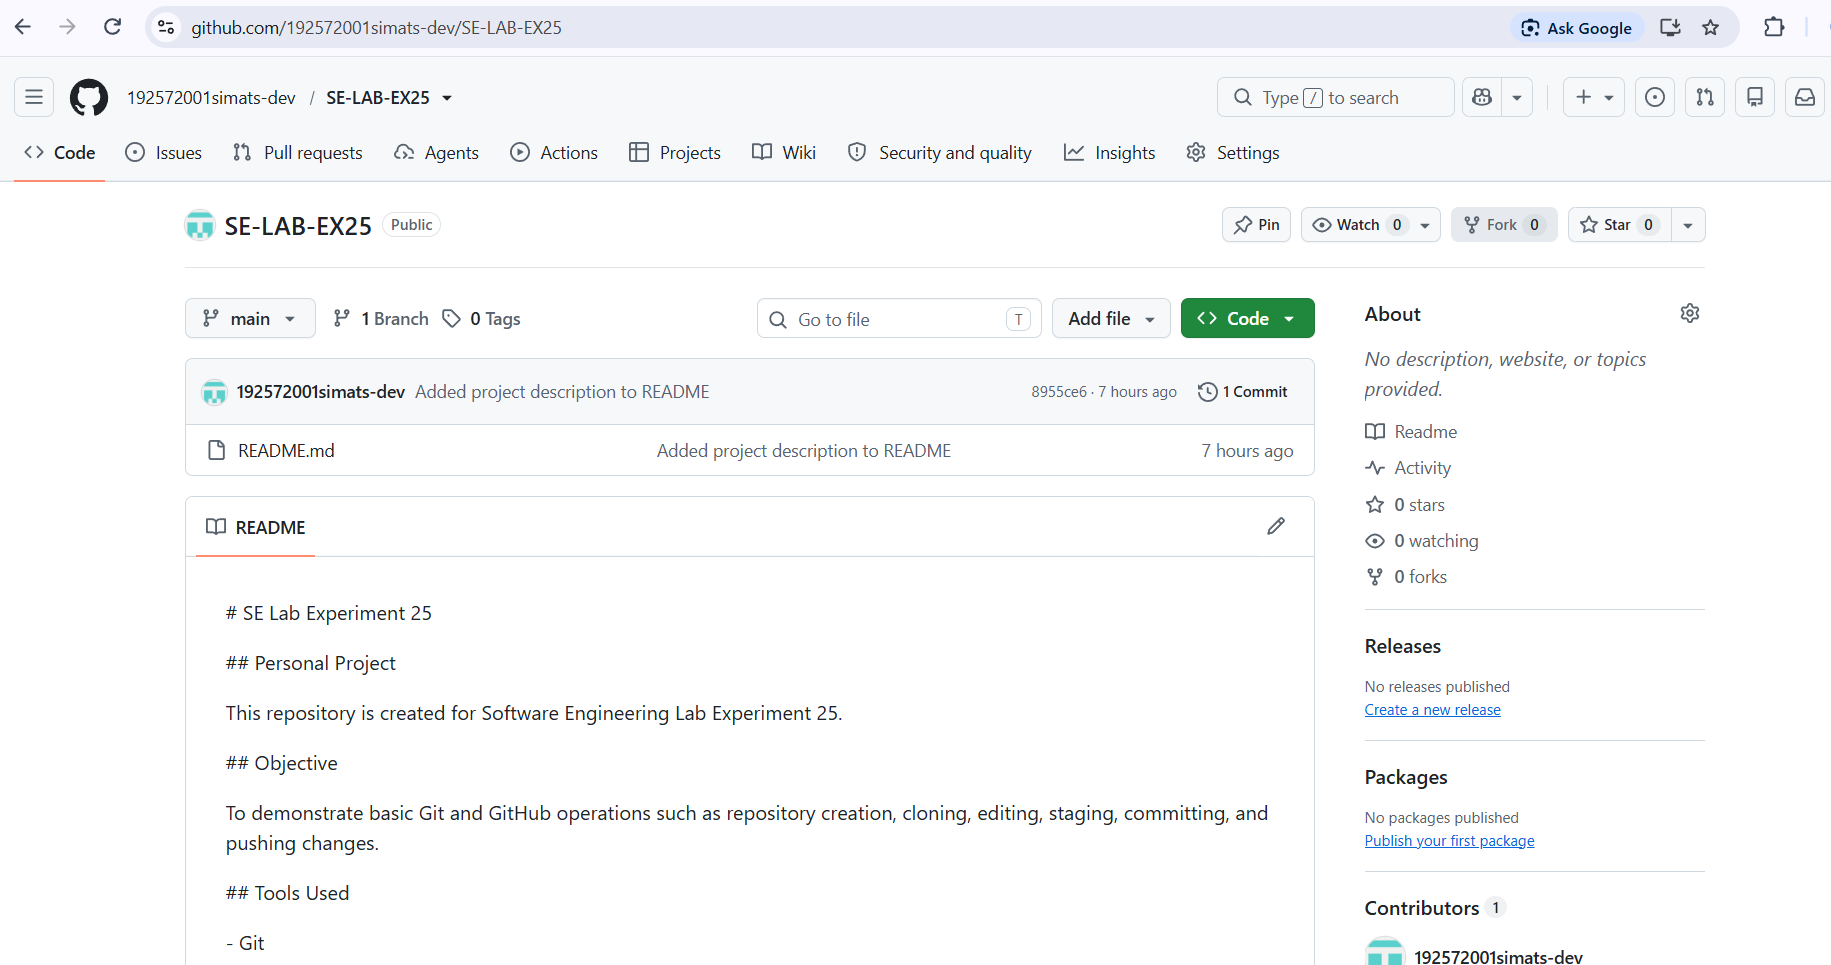 github.com/192572001simats-dev/SE-LAB-EX25
Ask Google
192572001simats-dev / SE-LAB-EX25
Type / to search
Code
Issues
Pull requests
Agents
Actions
Projects
Wiki
Security and quality
Insights
Settings
SE-LAB-EX25 Public
Pin
Watch 0
Fork 0
Star 0
main
1 Branch
0 Tags
Go to file T
Add file
Code
192572001simats-dev Added project description to README 8955ce6 · 7 hours ago 1 Commit
README.md Added project description to README 7 hours ago
README
# SE Lab Experiment 25
## Personal Project
This repository is created for Software Engineering Lab Experiment 25.
## Objective
To demonstrate basic Git and GitHub operations such as repository creation, cloning, editing, staging, committing, and
pushing changes.
## Tools Used
- Git
About
No description, website, or topics
provided.
Readme
Activity
0 stars
0 watching
0 forks
Releases
No releases published
Create a new release
Packages
No packages published
Publish your first package
Contributors 1
192572001simats-dev